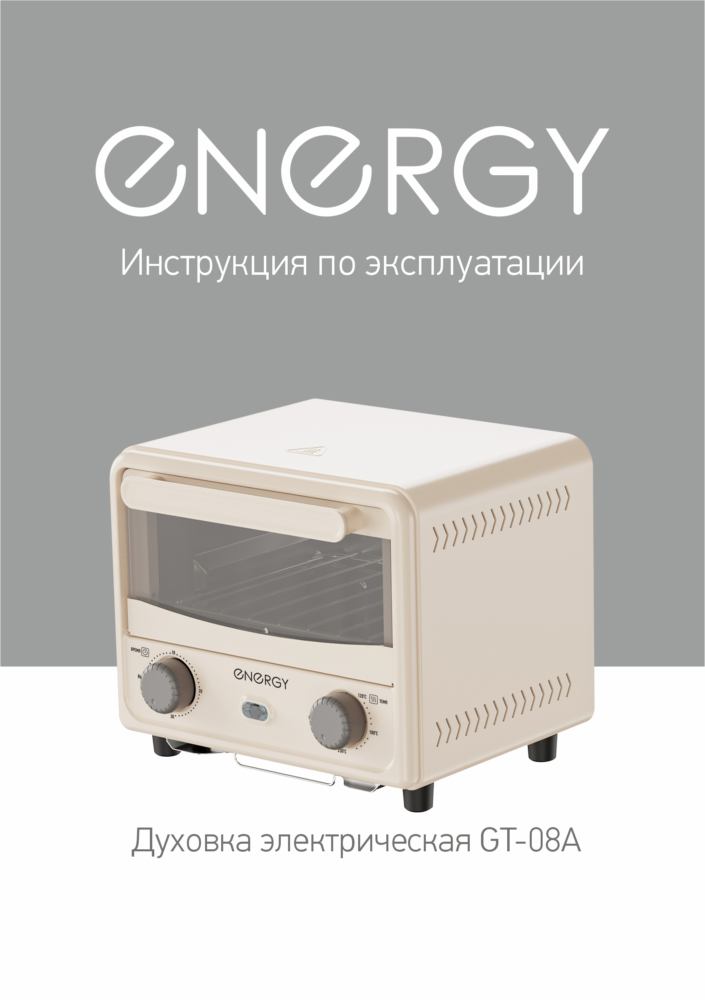 eNeRGY
Инструкция по эксплуатации
ВРЕМЯ
10
20
30
eNeRGY
120°C
ТЕМП
180°C
230°C
Духовка электрическая GT-08A